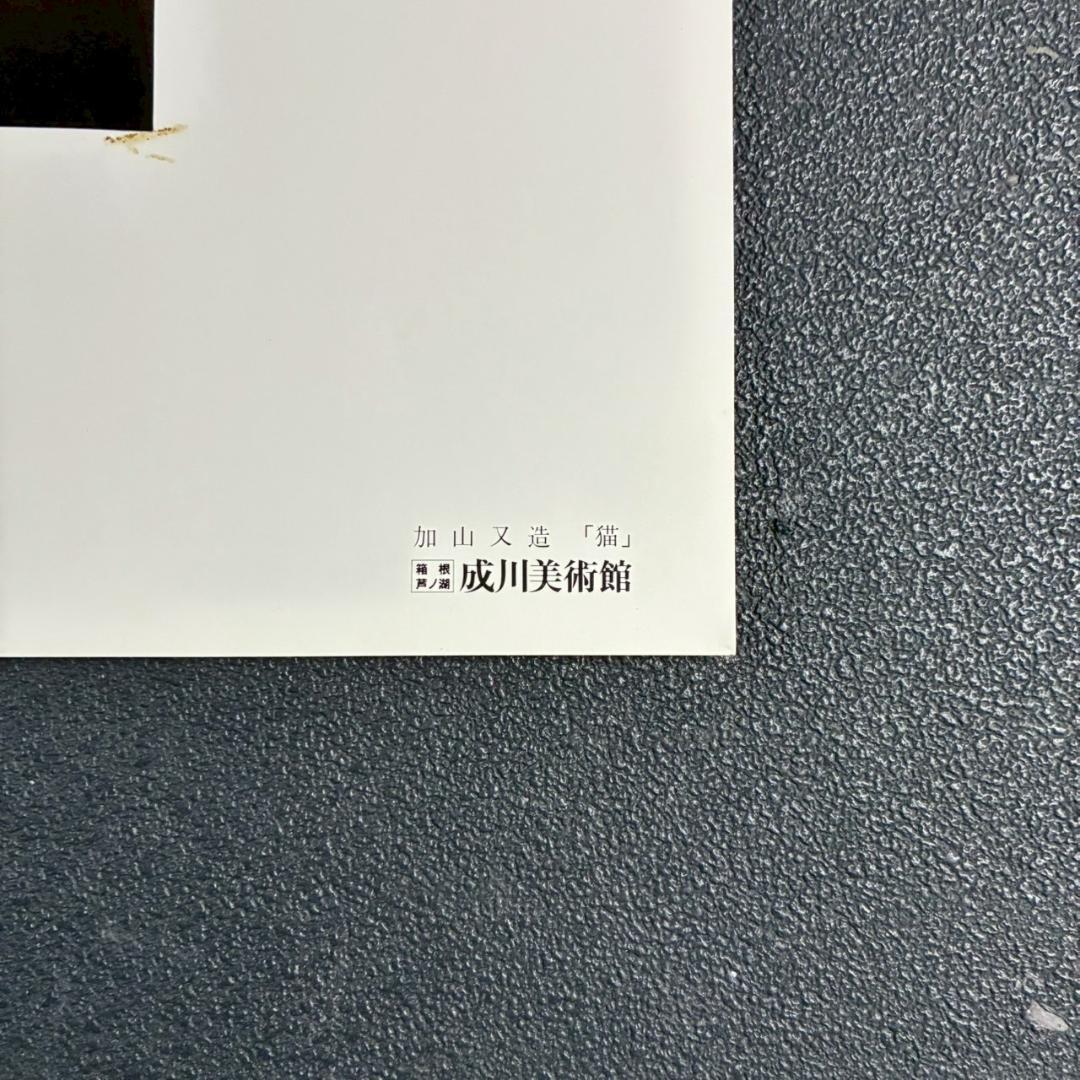 加山又造 「猫」
箱根
芦ノ湖
成川美術館